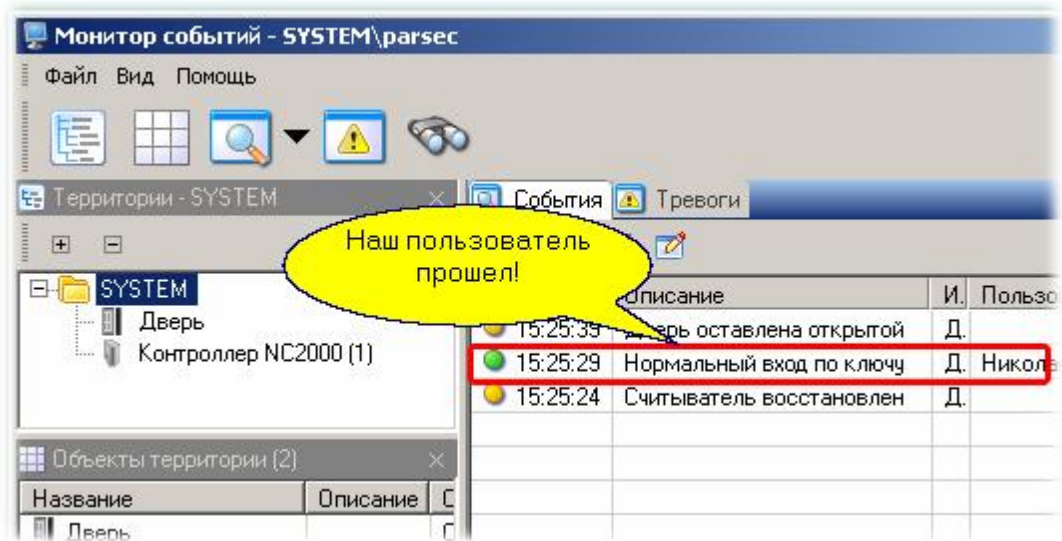 Монитор событий - SYSTEM\parsec
Файл Вид Помощь
Территории - SYSTEM
События Тревоги
Наш пользователь
прошел!
SYSTEM
Дверь
Контроллер NC2000 (1)
Описание И. Пользо
15:25:39 Дверь оставлена открытой Д.
15:25:29 Нормальный вход по ключу Д. Никола
15:25:24 Считыватель восстановлен Д.
Объекты территории (2)
Название Описание
Дверь